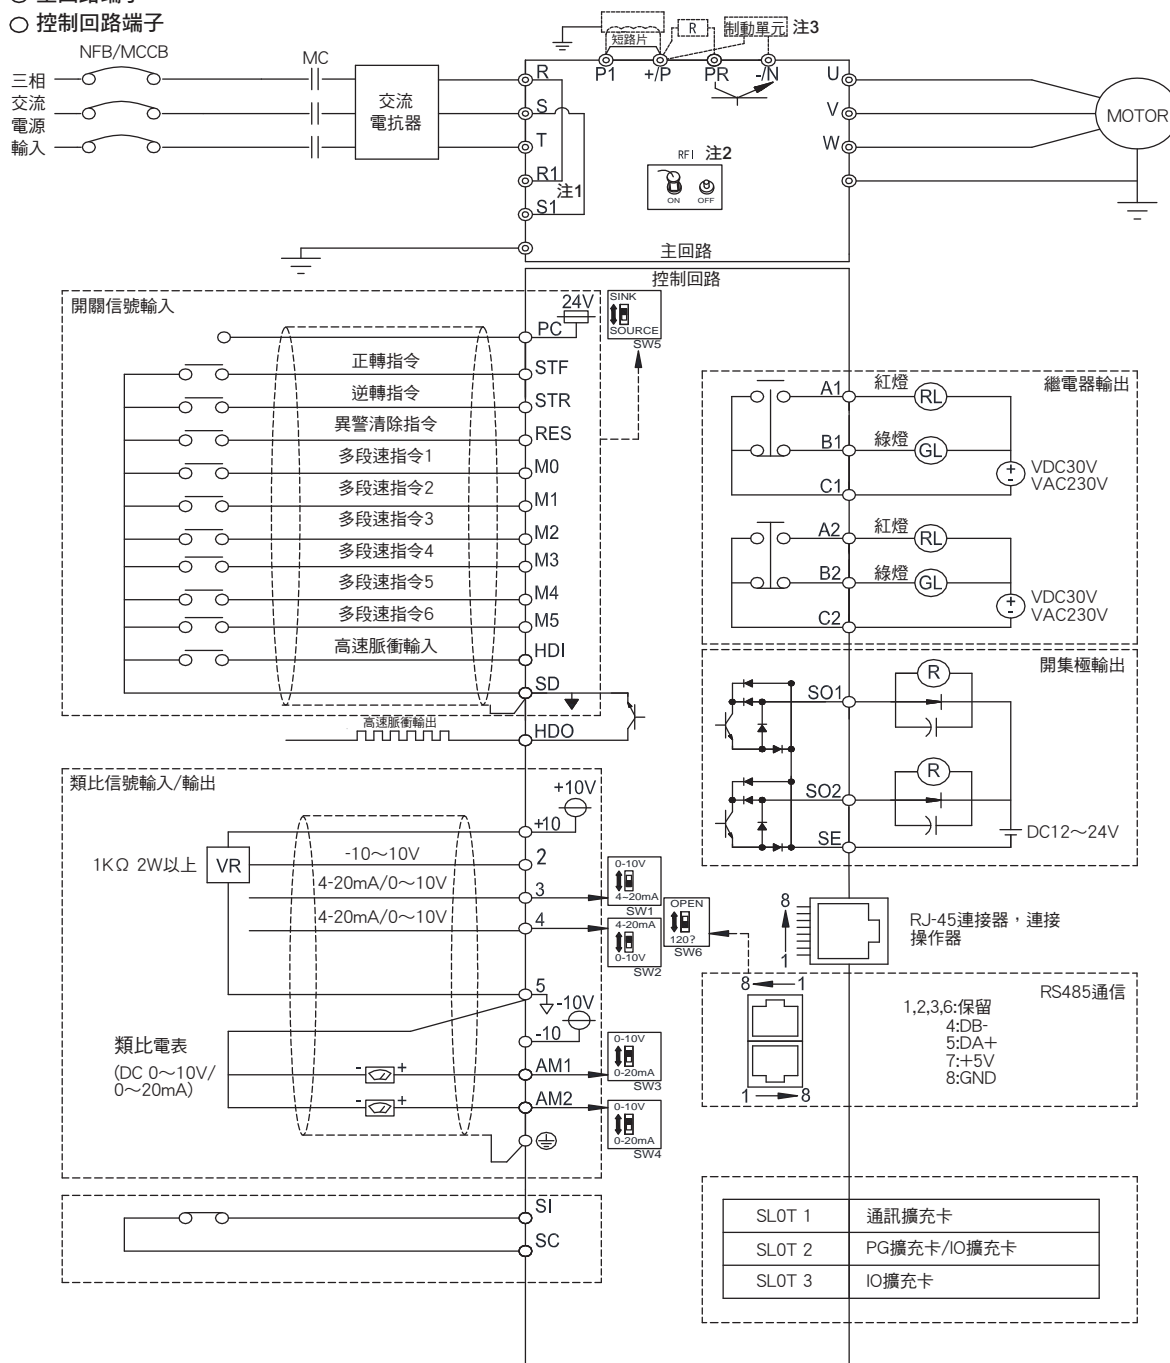 主回路端子
控制回路端子
NFB/MCCB
MC
三相
交流
電源
輸入
交流
電抗器
短路片
R
制動單元
注3
P1
+/P
PR
-/N
R
S
T
R1
S1
注1
RFI
注2
ON
OFF
U
V
W
MOTOR
主回路
控制回路
開關信號輸入
24V
PC
SINK
SOURCE
SW5
正轉指令
STF
逆轉指令
STR
異警清除指令
RES
多段速指令1
M0
多段速指令2
M1
多段速指令3
M2
多段速指令4
M3
多段速指令5
M4
多段速指令6
M5
高速脈衝輸入
HDI
SD
高速脈衝輸出
HDO
繼電器輸出
A1
紅燈
RL
B1
綠燈
GL
C1
+
-
VDC30V
VAC230V
A2
紅燈
RL
B2
綠燈
GL
C2
+
-
VDC30V
VAC230V
開集極輸出
R
SO1
R
SO2
SE
DC12～24V
類比信號輸入/輸出
+10V
+10
1KΩ 2W以上
VR
-10～10V
2
4-20mA/0～10V
3
4-20mA/0～10V
4
5
-10V
-10
0-10V
4~20mA
SW1
4-20mA
0-10V
SW2
OPEN
120?
SW6
類比電表
(DC 0～10V/
0～20mA)
-
+
AM1
-
+
AM2
0-10V
0-20mA
SW3
0-10V
0-20mA
SW4
8
1
RJ-45連接器，連接
操作器
RS485通信
8
1
1
8
1,2,3,6:保留
4:DB-
5:DA+
7:+5V
8:GND
SI
SC
SLOT 1
通訊擴充卡
SLOT 2
PG擴充卡/IO擴充卡
SLOT 3
IO擴充卡